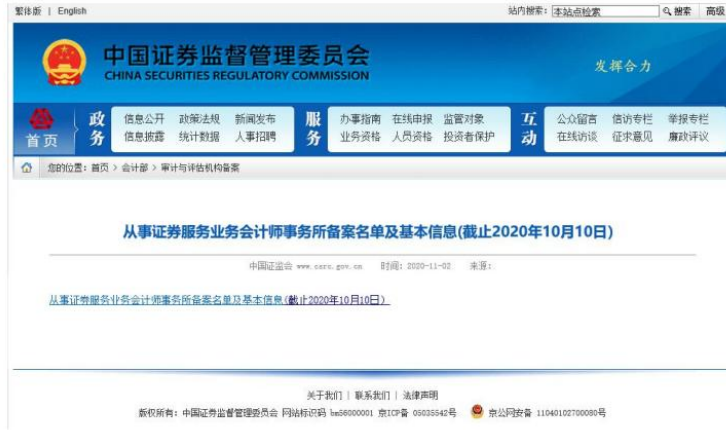 繁体版 | English 站内搜索: 本站点检索 搜索 高级
中国证券监督管理委员会
CHINA SECURITIES REGULATORY COMMISSION
发挥合力
首页 政务 信息公开 政策法规 新闻发布 服务 办事指南 在线申报 监管对象 互动 公众留言 信访专栏 举报专栏
信息披露 统计数据 人事招聘 业务资格 人员资格 投资者保护 在线访谈 征求意见 廉政评议
您的位置: 首页 > 会计部 > 审计与评估机构备案
从事证券服务业务会计师事务所备案名单及基本信息(截止2020年10月10日)
中国证监会 www.csrc.gov.cn 时间: 2020-11-02 来源:
从事证券服务业务会计师事务所备案名单及基本信息(截止2020年10月10日)
关于我们 | 联系我们 | 法律声明
版权所有: 中国证券监督管理委员会 网站标识码 bm56000001 京ICP备 05035542号 京公网安备 11040102700080号